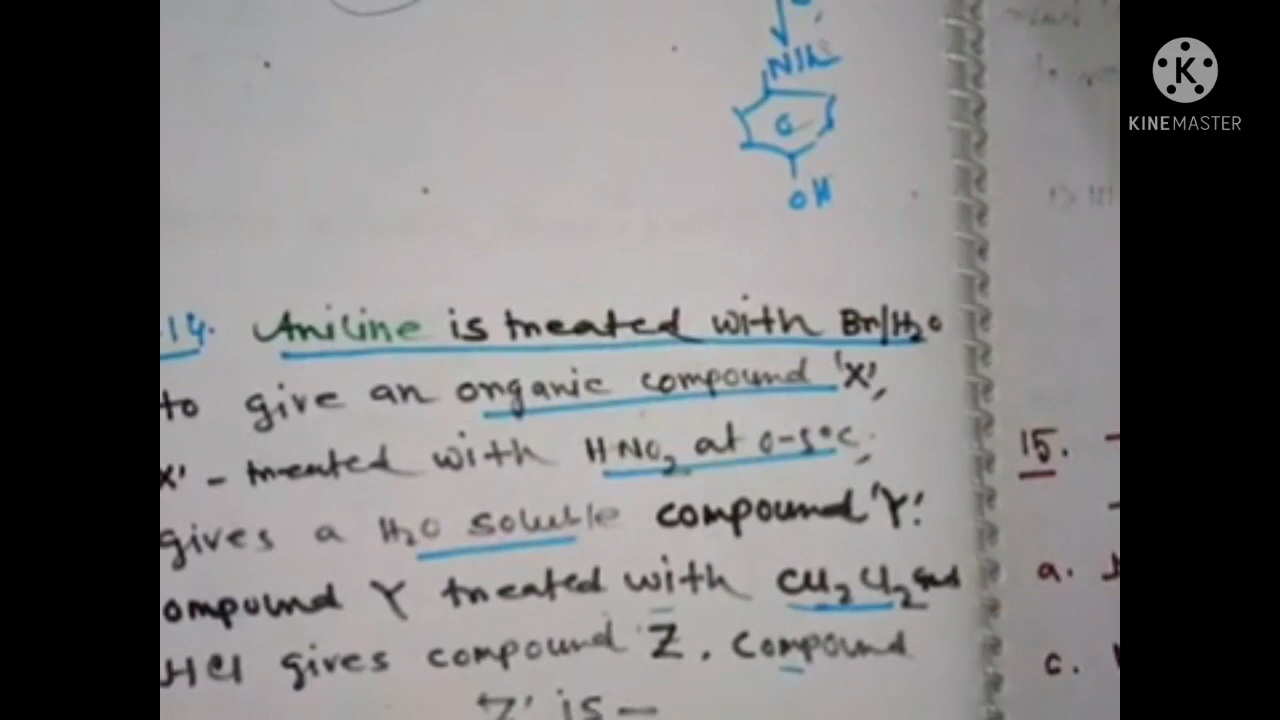 NH2
OH
14. Aniline is treated with Br/H2O
to give an organic compound 'X',
X' - treated with HNO2 at 0-5°C,
gives a H2O soluble compound 'Y'.
ompound Y treated with Cu2Cl2 and
HCl gives compound Z. Compound
Z' is —
15.
a.
c.
K
KINEMASTER